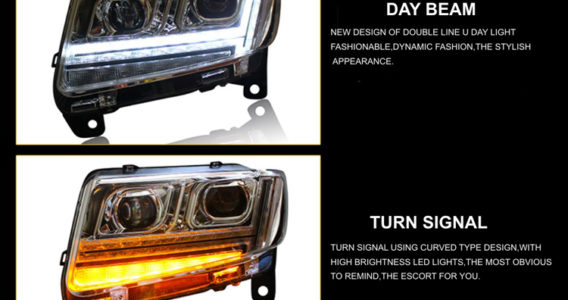 DAY BEAM
NEW DESIGN OF DOUBLE LINE U DAY LIGHT
FASHIONABLE,DYNAMIC FASHION,THE STYLISH
APPEARANCE.
TURN SIGNAL
TURN SIGNAL USING CURVED TYPE DESIGN,WITH
HIGH BRIGHTNESS LED LIGHTS,THE MOST OBVIOUS
TO REMIND,THE ESCORT FOR YOU.